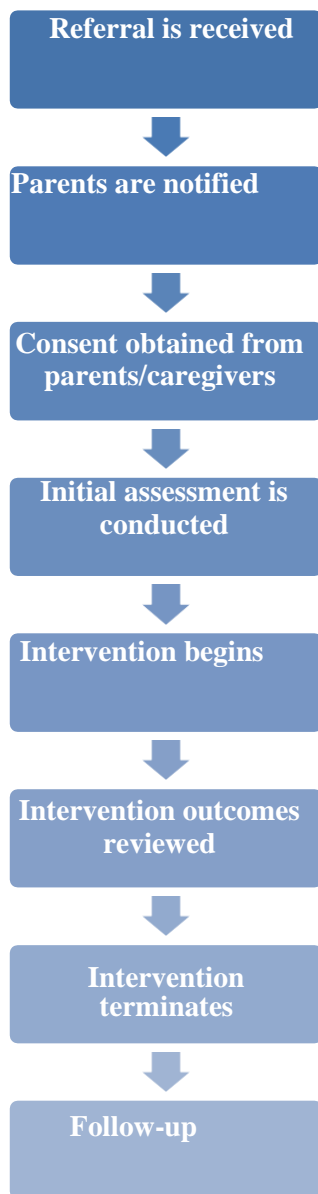 Referral is received
Parents are notified
Consent obtained from
parents/caregivers
Initial assessment is
conducted
Intervention begins
Intervention outcomes
reviewed
Intervention
terminates
Follow-up